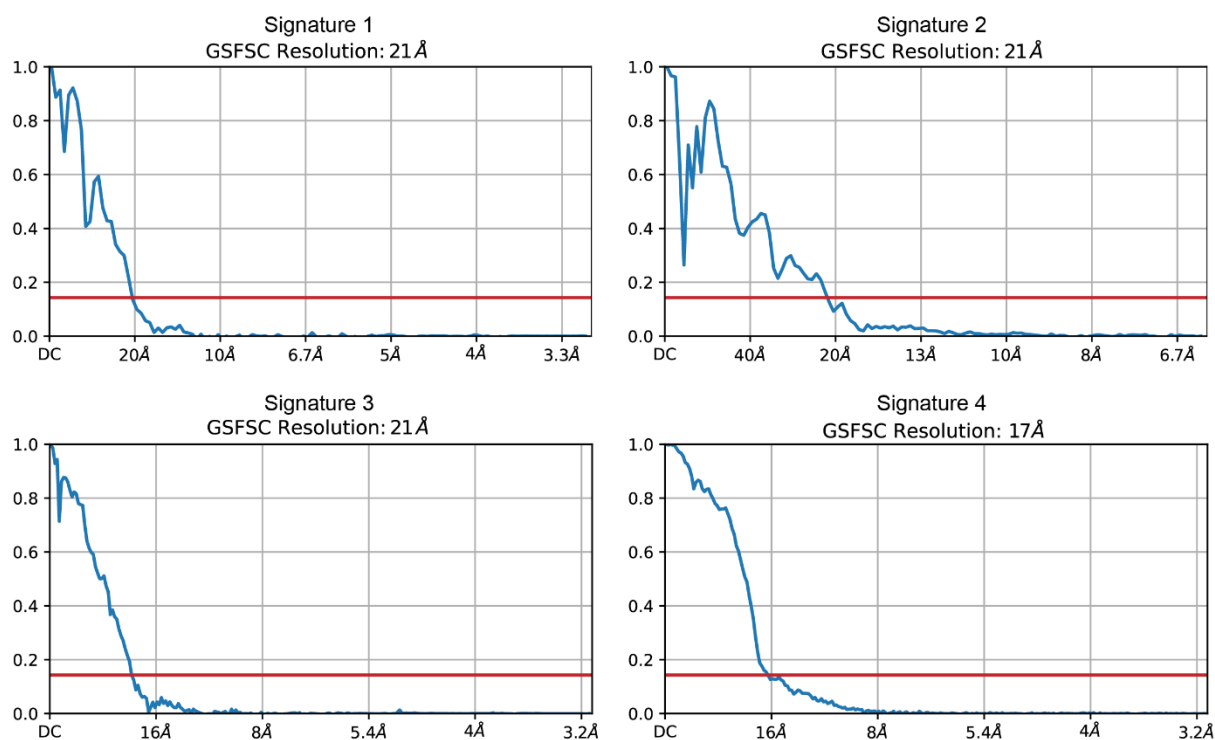 Signature 1
GSFSC Resolution: 21Å
1.0
0.8
0.6
0.4
0.2
0.0
DC 20Å 10Å 6.67Å 5Å 4Å 3.3Å
Signature 2
GSFSC Resolution: 21Å
1.0
0.8
0.6
0.4
0.2
0.0
DC 40Å 20Å 13Å 10Å 8Å 6.7Å
Signature 3
GSFSC Resolution: 21Å
1.0
0.8
0.6
0.4
0.2
0.0
DC 16Å 8Å 5.44Å 4Å 3.2Å
Signature 4
GSFSC Resolution: 17Å
1.0
0.8
0.6
0.4
0.2
0.0
DC 16Å 8Å 5.44Å 4Å 3.2Å